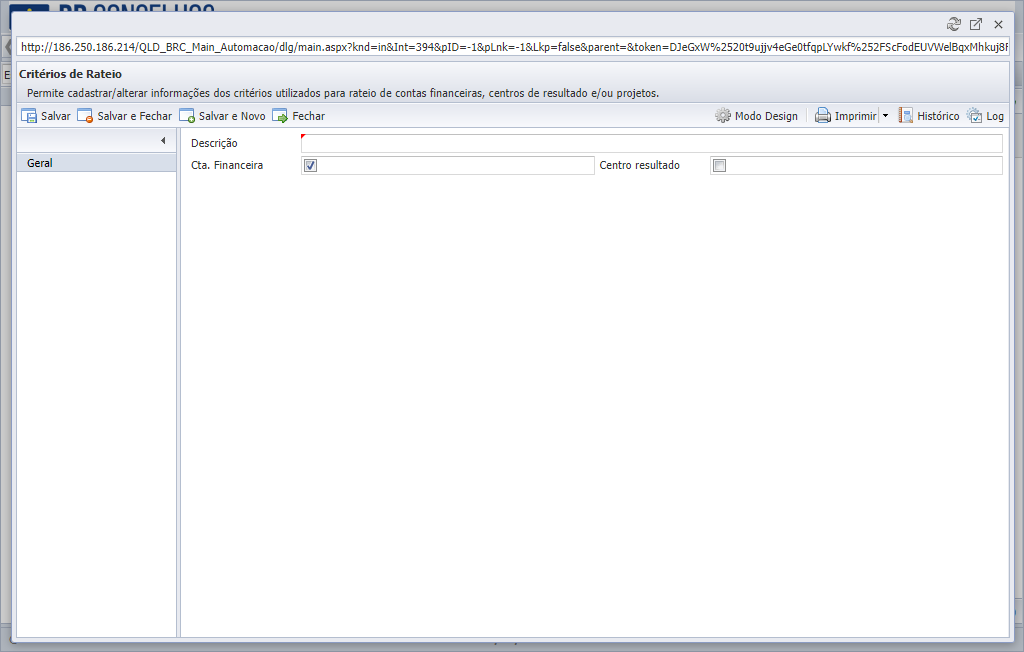 http://186.250.186.214/QLD_BRC_Main_Automacao/dlg/main.aspx?knd=in&Int=394&pID=-1&pLnk=-1&Lkp=false&parent=&token=DJeGxW%2520t9ujjv4eGe0tfqpLYwkf%252FScFodEUVWelBqxMhkuj8F
Critérios de Rateio
Permite cadastrar/alterar informações dos critérios utilizados para rateio de contas financeiras, centros de resultado e/ou projetos.
Salvar Salvar e Fechar Salvar e Novo Fechar Modo Design Imprimir Histórico Log
Geral
Descrição
Cta. Financeira Centro resultado